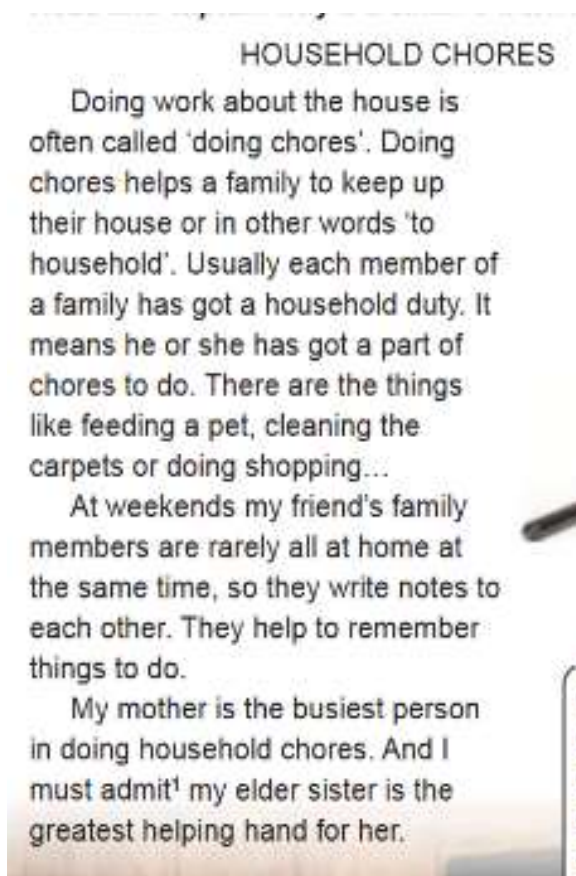 HOUSEHOLD CHORES
Doing work about the house is
often called ‘doing chores’. Doing
chores helps a family to keep up
their house or in other words ‘to
household’. Usually each member of
a family has got a household duty. It
means he or she has got a part of
chores to do. There are the things
like feeding a pet, cleaning the
carpets or doing shopping…
At weekends my friend’s family
members are rarely all at home at
the same time, so they write notes to
each other. They help to remember
things to do.
My mother is the busiest person
in doing household chores. And I
must admit¹ my elder sister is the
greatest helping hand for her.